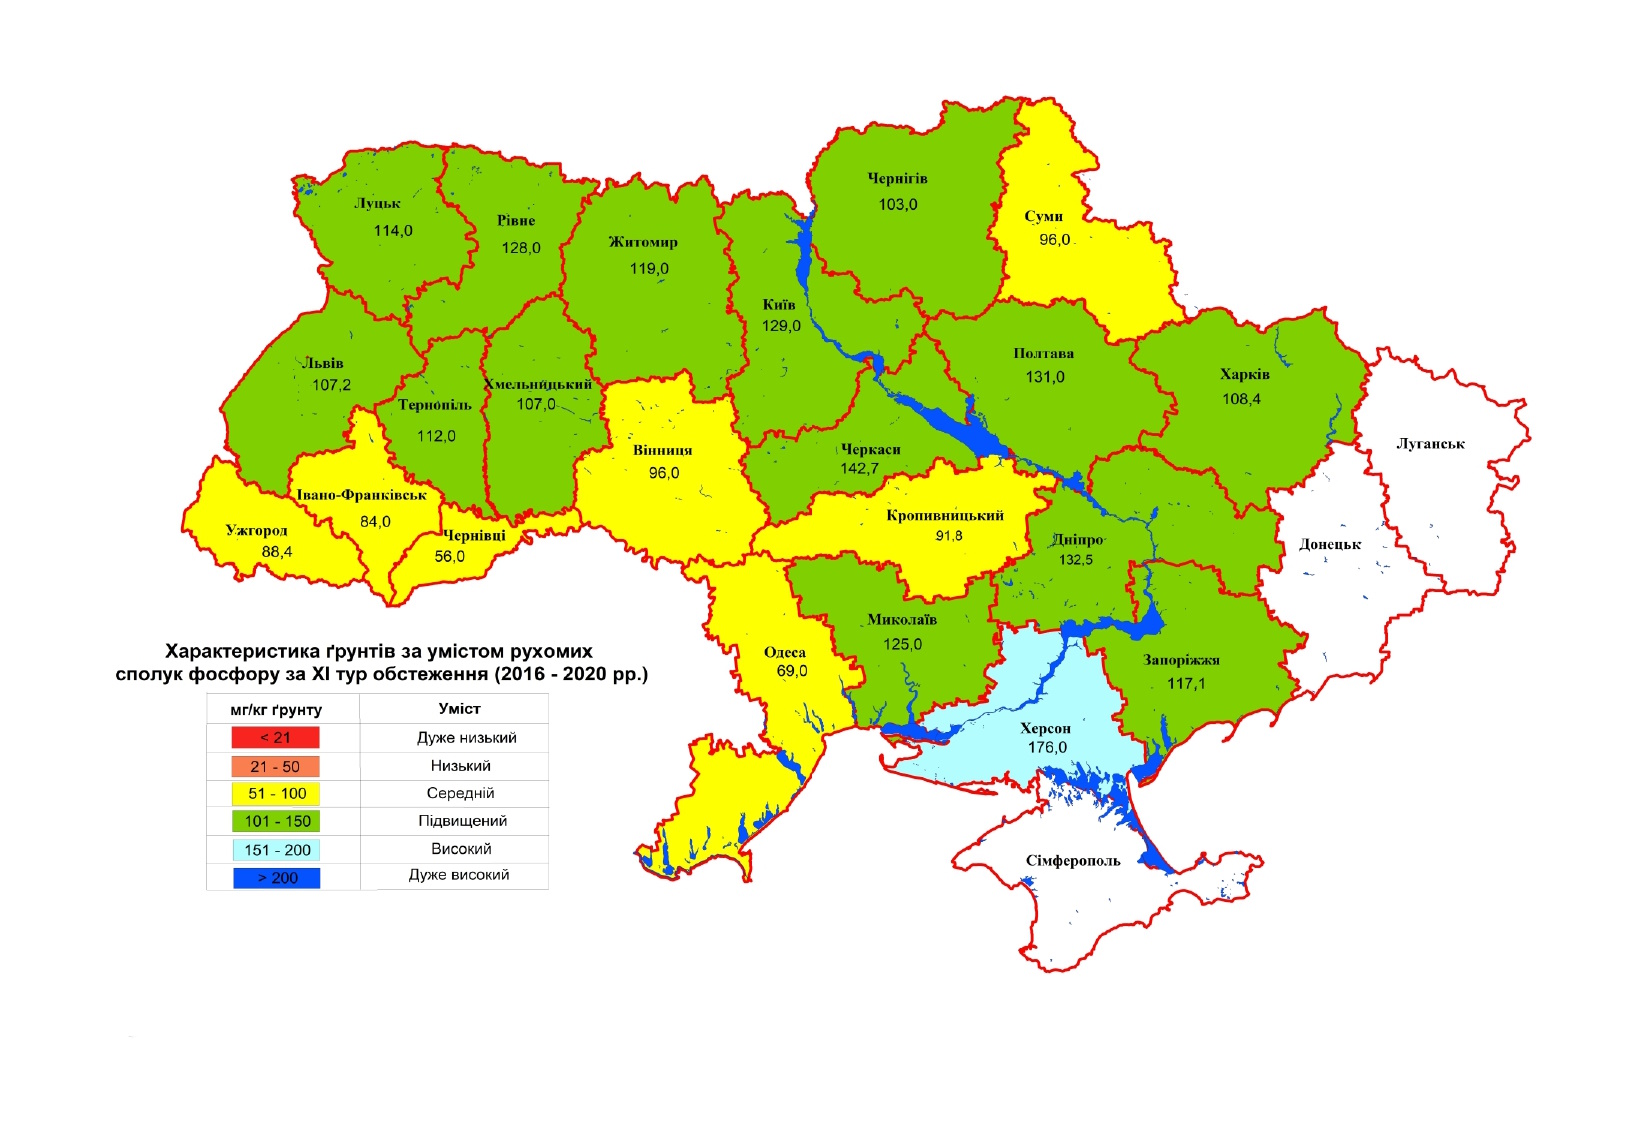 Чернігів
103,0
Суми
96,0
Луцьк
114,0
Рівне
128,0
Житомир
119,0
Київ
129,0
Полтава
131,0
Харків
108,4
Львів
107,2
Хмельницький
107,0
Тернопіль
112,0
Луганськ
Вінниця
96,0
Черкаси
142,7
Івано-Франківськ
84,0
Кропивницький
91,8
Ужгород
88,4
Чернівці
56,0
Дніпро
132,5
Донецьк
Миколаїв
125,0
Одеса
69,0
Запоріжжя
117,1
Херсон
176,0
Сімферополь
Характеристика ґрунтів за умістом рухомих
сполук фосфору за XI тур обстеження (2016 - 2020 рр.)
мг/кг ґрунту Уміст
< 21 Дуже низький
21 - 50 Низький
51 - 100 Середній
101 - 150 Підвищений
151 - 200 Високий
> 200 Дуже високий